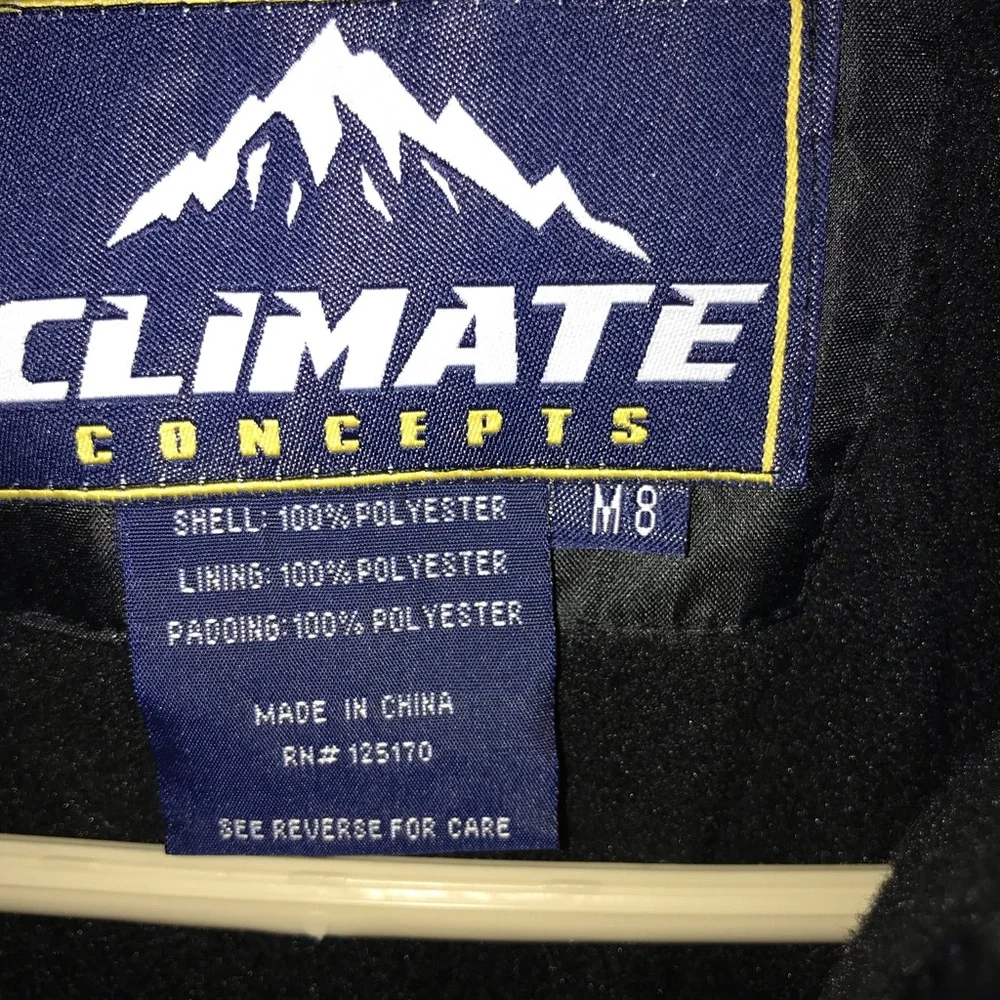 CLIMATE
CONCEPTS
M8
SHELL: 100% POLYESTER
LINING: 100% POLYESTER
PADDING: 100% POLYESTER
MADE IN CHINA
RN# 125170
SEE REVERSE FOR CARE